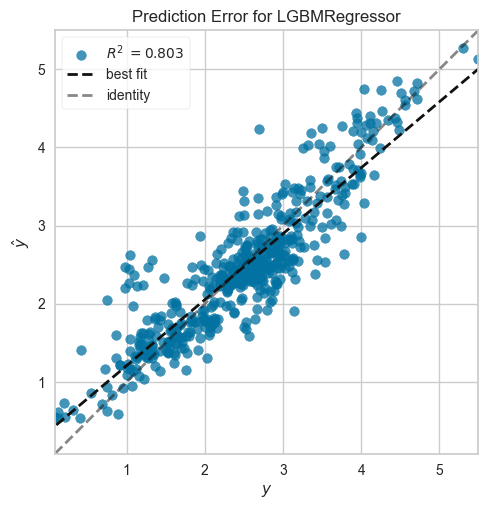 Prediction Error for LGBMRegressor
R² = 0.803
best fit
identity
5
4
3
2
1
ŷ
1 2 3 4 5
y